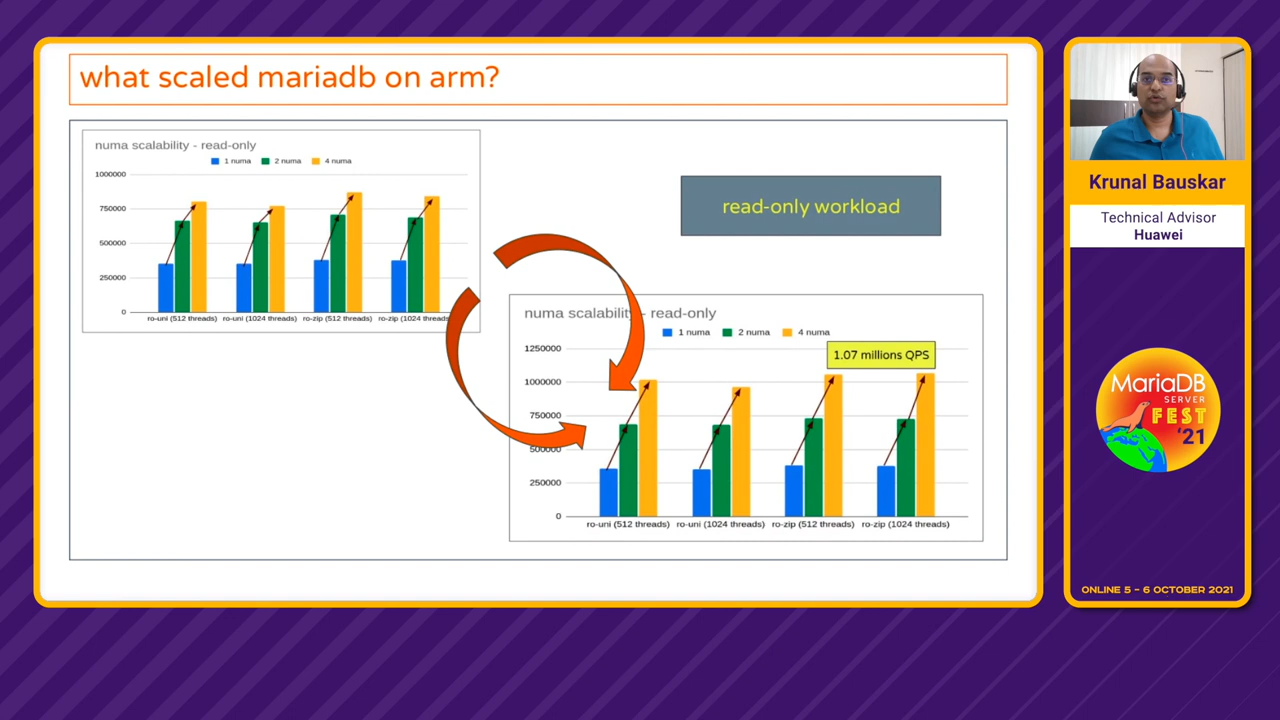 what scaled mariadb on arm?
numa scalability - read-only
1 numa 2 numa 4 numa
1000000
750000
500000
250000
0
ro-uni (512 threads) ro-uni (1024 threads) ro-zip (512 threads) ro-zip (1024 threads
read-only workload
numa scalability - read-only
1 numa 2 numa 4 numa
1.07 millions QPS
1250000
1000000
750000
500000
250000
0
ro-uni (512 threads) ro-uni (1024 threads) ro-zip (512 threads) ro-zip (1024 threads)
Krunal Bauskar
Technical Advisor
Huawei
MariaDB
SERVER
FEST
'21
ONLINE 5 – 6 OCTOBER 2021